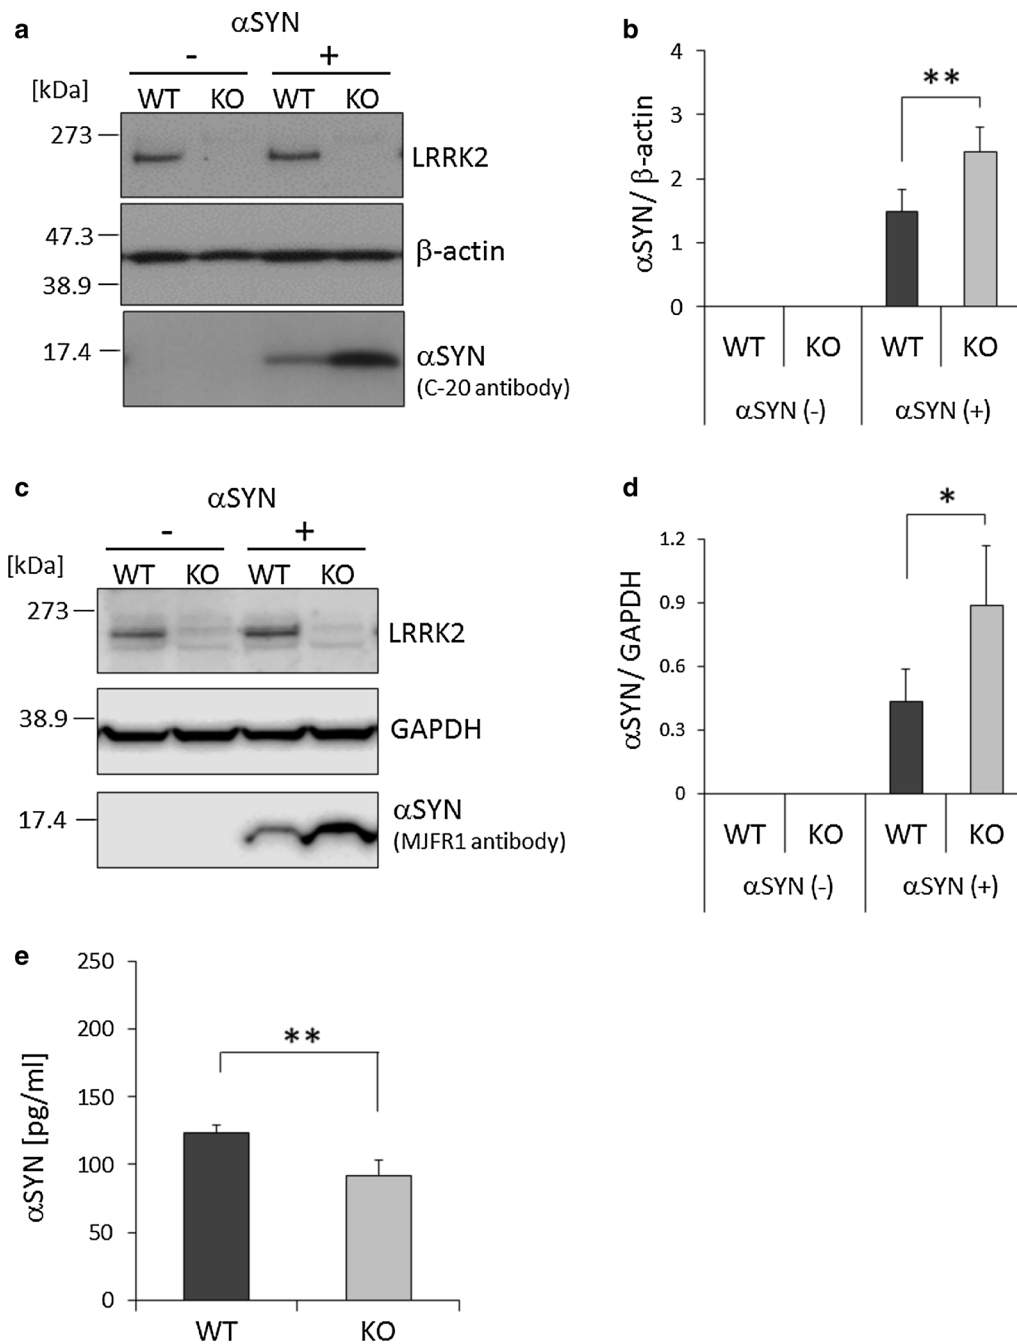 a
αSYN
- +
[kDa] WT KO WT KO
273 LRRK2
47.3 β-actin
38.9
17.4 αSYN
(C-20 antibody)
b
αSYN/ β-actin
4
3
2
1
0
**
WT KO WT KO
αSYN (-) αSYN (+)
c
αSYN
- +
[kDa] WT KO WT KO
273 LRRK2
38.9 GAPDH
17.4 αSYN
(MJFR1 antibody)
d
αSYN/ GAPDH
1.2
0.9
0.6
0.3
0
*
WT KO WT KO
αSYN (-) αSYN (+)
e
αSYN [pg/ml]
250
200
150
100
50
0
**
WT KO